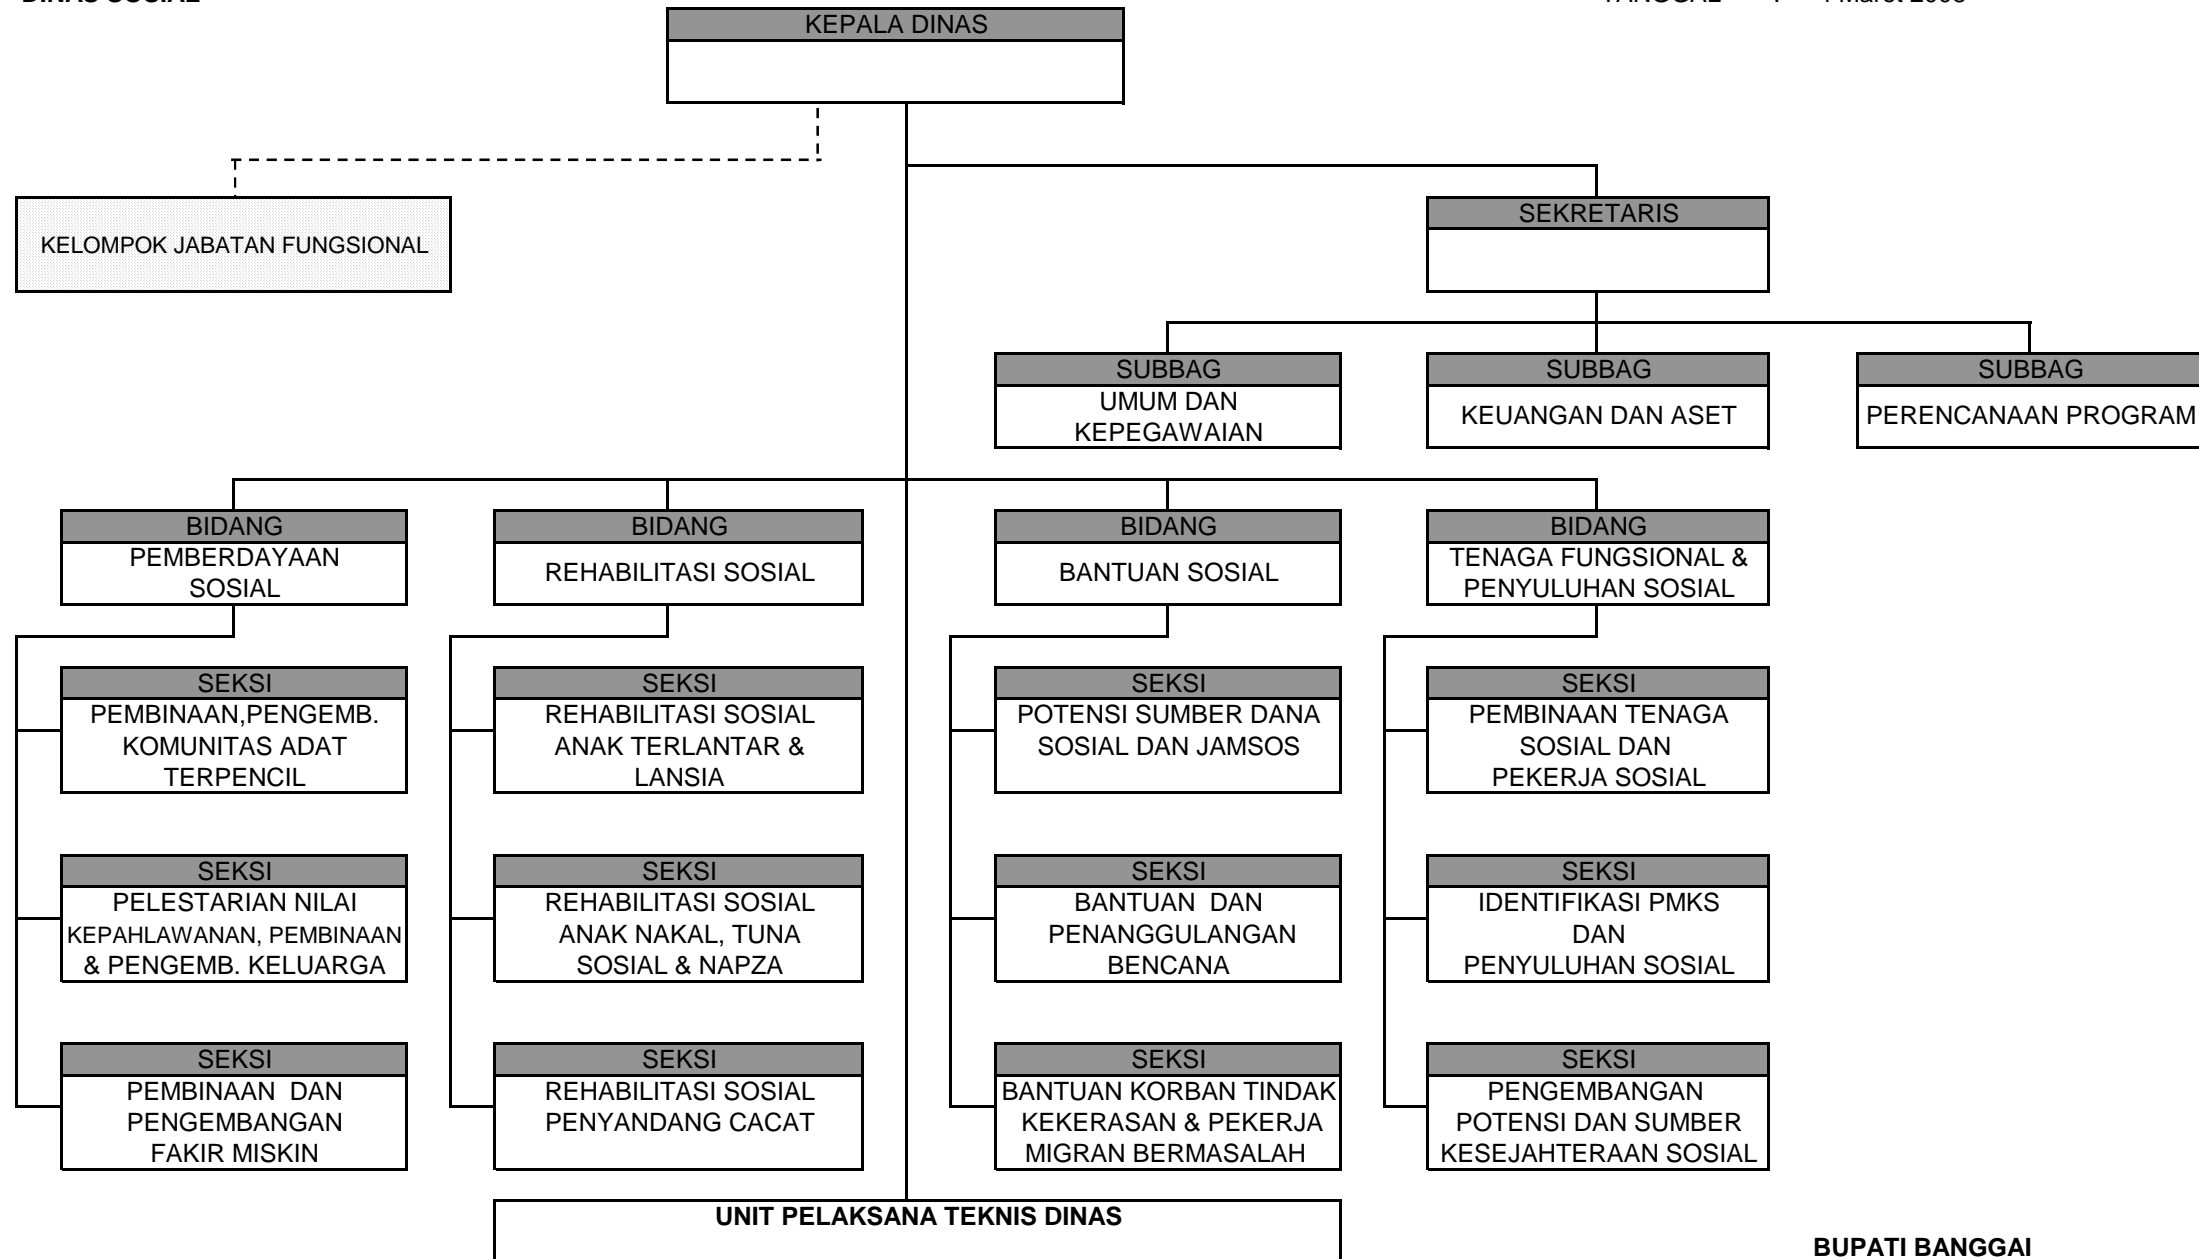 DINAS SOSIAL
TANGGAL : 4 Maret 2008
KEPALA DINAS
KELOMPOK JABATAN FUNGSIONAL
SEKRETARIS
SUBBAG
UMUM DAN
KEPEGAWAIAN
SUBBAG
KEUANGAN DAN ASET
SUBBAG
PERENCANAAN PROGRAM
BIDANG
PEMBERDAYAAN
SOSIAL
BIDANG
REHABILITASI SOSIAL
BIDANG
BANTUAN SOSIAL
BIDANG
TENAGA FUNGSIONAL &
PENYULUHAN SOSIAL
SEKSI
PEMBINAAN,PENGEMB.
KOMUNITAS ADAT
TERPENCIL
SEKSI
REHABILITASI SOSIAL
ANAK TERLANTAR &
LANSIA
SEKSI
POTENSI SUMBER DANA
SOSIAL DAN JAMSOS
SEKSI
PEMBINAAN TENAGA
SOSIAL DAN
PEKERJA SOSIAL
SEKSI
PELESTARIAN NILAI
KEPAHLAWANAN, PEMBINAAN
& PENGEMB. KELUARGA
SEKSI
REHABILITASI SOSIAL
ANAK NAKAL, TUNA
SOSIAL & NAPZA
SEKSI
BANTUAN DAN
PENANGGULANGAN
BENCANA
SEKSI
IDENTIFIKASI PMKS
DAN
PENYULUHAN SOSIAL
SEKSI
PEMBINAAN DAN
PENGEMBANGAN
FAKIR MISKIN
SEKSI
REHABILITASI SOSIAL
PENYANDANG CACAT
SEKSI
BANTUAN KORBAN TINDAK
KEKERASAN & PEKERJA
MIGRAN BERMASALAH
SEKSI
PENGEMBANGAN
POTENSI DAN SUMBER
KESEJAHTERAAN SOSIAL
UNIT PELAKSANA TEKNIS DINAS
BUPATI BANGGAI